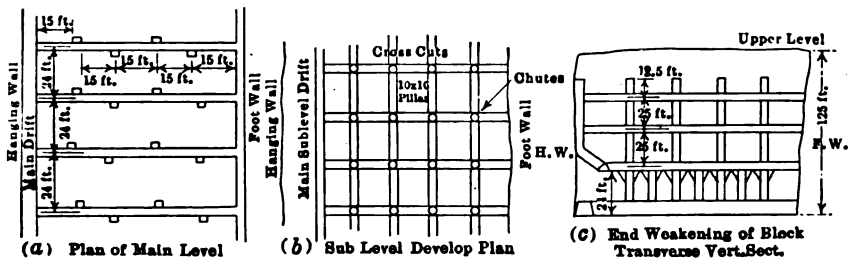 15 ft.
15 ft. 15 ft. 15 ft. 15 ft.
24 ft.
24 ft.
24 ft.
Hanging Wall
Main Drift
Foot Wall
(a) Plan of Main Level
Hanging Wall
Main Sublevel Drift
Cross Cuts
10x10
Pillar
Chutes
Foot Wall
(b) Sub Level Develop Plan
Upper Level
12.5 ft.
25 ft.
25 ft.
24 ft.
125 ft.
H. W.
F. W.
(c) End Weakening of Block
Transverse Vert. Sect.